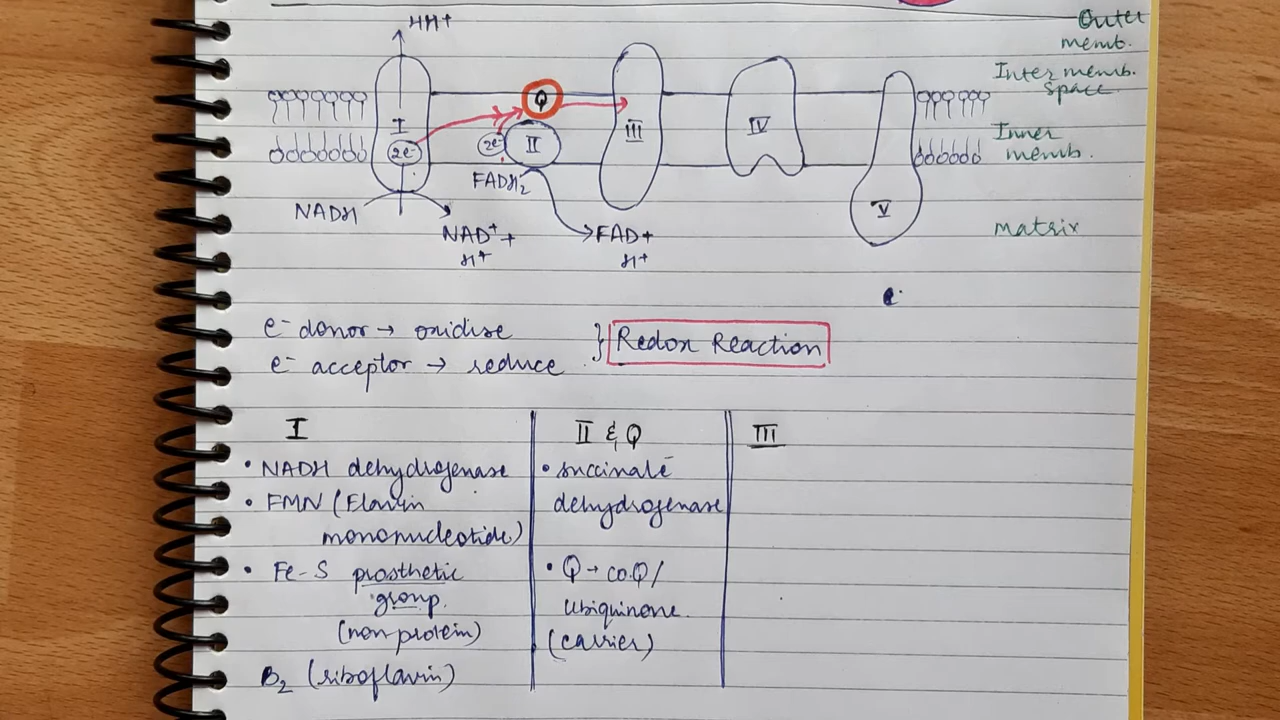 4H+
Outer
memb.
Inter memb.
space
Q
I
III
IV
Inner
memb.
2e-
2e-
II
FADH2
NADH
V
NAD+ +
H+
FAD+
H+
matrix
e- donor → oxidise
e- acceptor → reduce
} Redox Reaction
I
• NADH dehydrogenase
• FMN (Flavin
mononucleotide)
• Fe-S prosthetic
group.
(non protein)
B2 (riboflavin)
II & Q
• succinate
dehydrogenase
• Q → co.Q/
Ubiquinone.
(carrier)
III